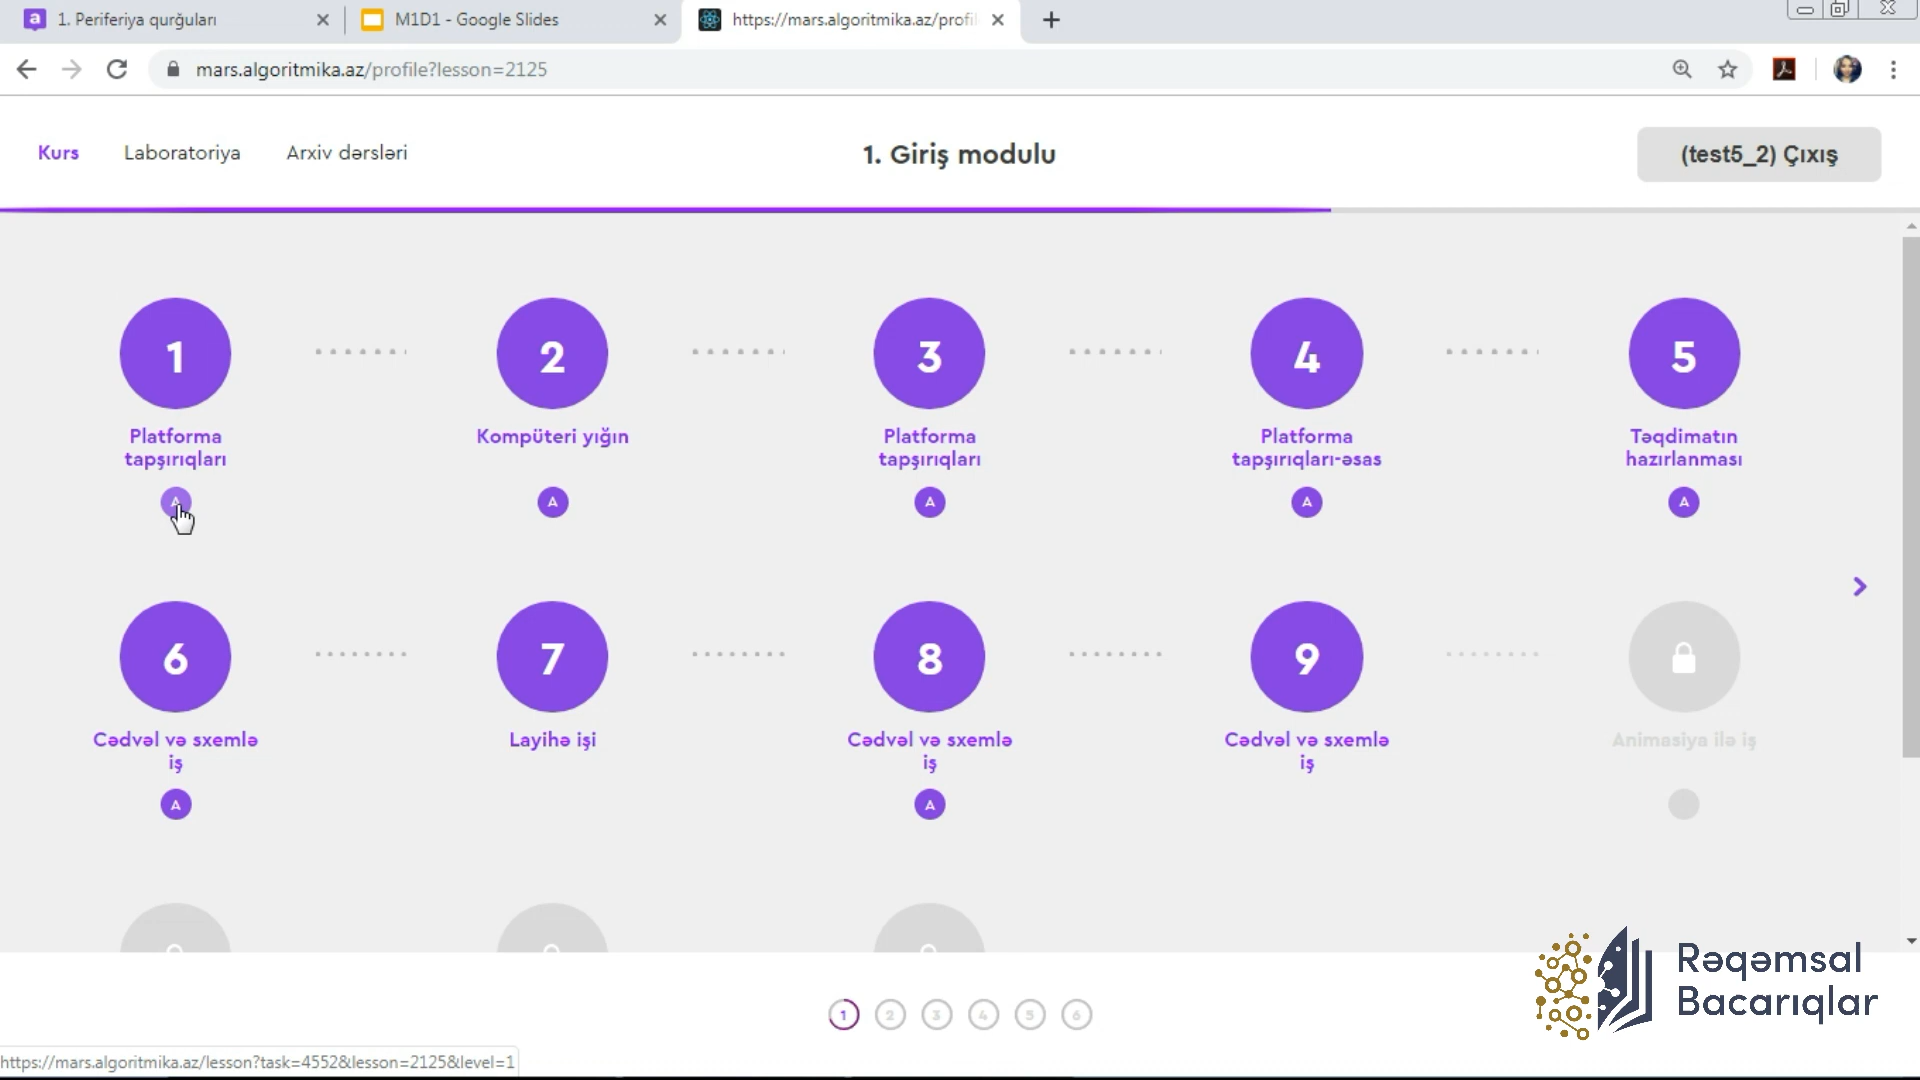 1. Periferiya qurğuları
M1D1 - Google Slides
https://mars.algoritmika.az/profi
mars.algoritmika.az/profile?lesson=2125
Kurs
Laboratoriya
Arxiv dərsləri
1. Giriş modulu
(test5_2) Çıxış
1
2
3
4
5
Platforma
tapşırıqları
Kompüteri yığın
Platforma
tapşırıqları
Platforma
tapşırıqları-əsas
Təqdimatın
hazırlanması
A
A
A
A
A
6
7
8
9
Cədvəl və sxemlə
iş
Layihə işi
Cədvəl və sxemlə
iş
Cədvəl və sxemlə
iş
Animasiya ilə iş
A
A
Rəqəmsal
Bacarıqlar
1 2 3 4 5 6
https://mars.algoritmika.az/lesson?task=4552&lesson=2125&level=1